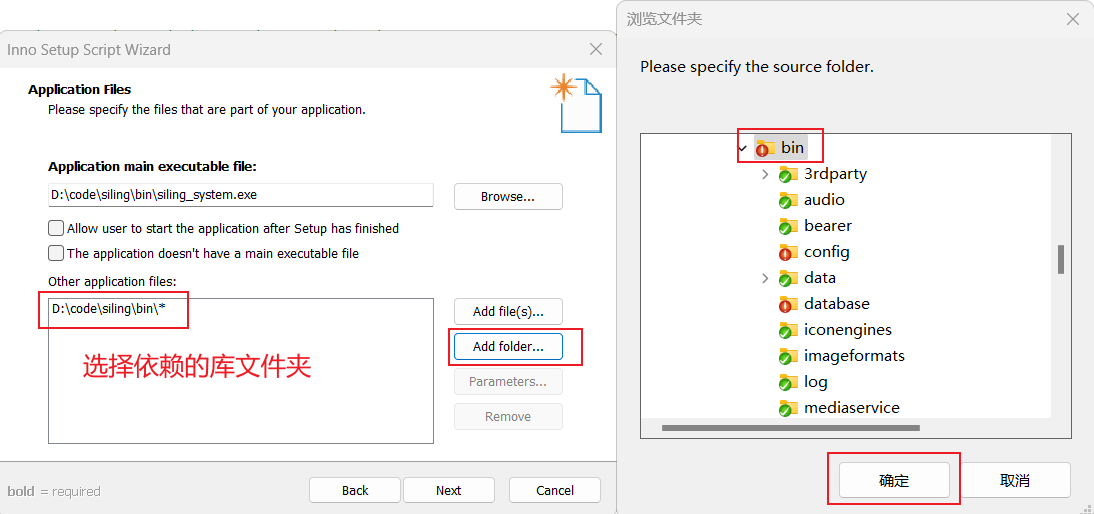 Inno Setup Script Wizard
Application Files
Please specify the files that are part of your application.
Application main executable file:
D:\code\siling\bin\siling_system.exe
Browse...
Allow user to start the application after Setup has finished
The application doesn't have a main executable file
Other application files:
D:\code\siling\bin\*
Add file(s)...
Add folder...
选择依赖的库文件夹
Parameters...
Remove
bold = required
Back
Next
Cancel
浏览文件夹
Please specify the source folder.
bin
3rdparty
audio
bearer
config
data
database
iconengines
imageformats
log
mediaservice
确定
取消